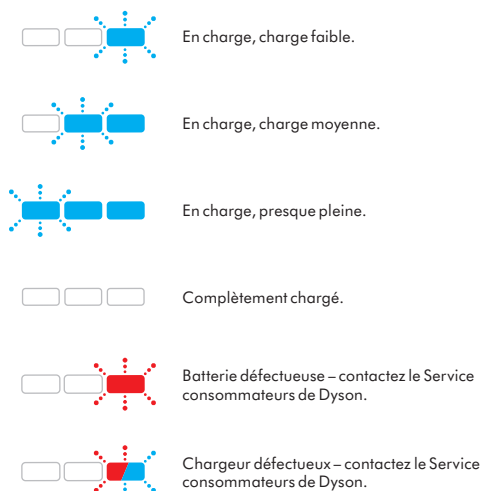 En charge, charge faible.
En charge, charge moyenne.
En charge, presque pleine.
Complètement chargé.
Batterie défectueuse – contactez le Service
consommateurs de Dyson.
Chargeur défectueux – contactez le Service
consommateurs de Dyson.